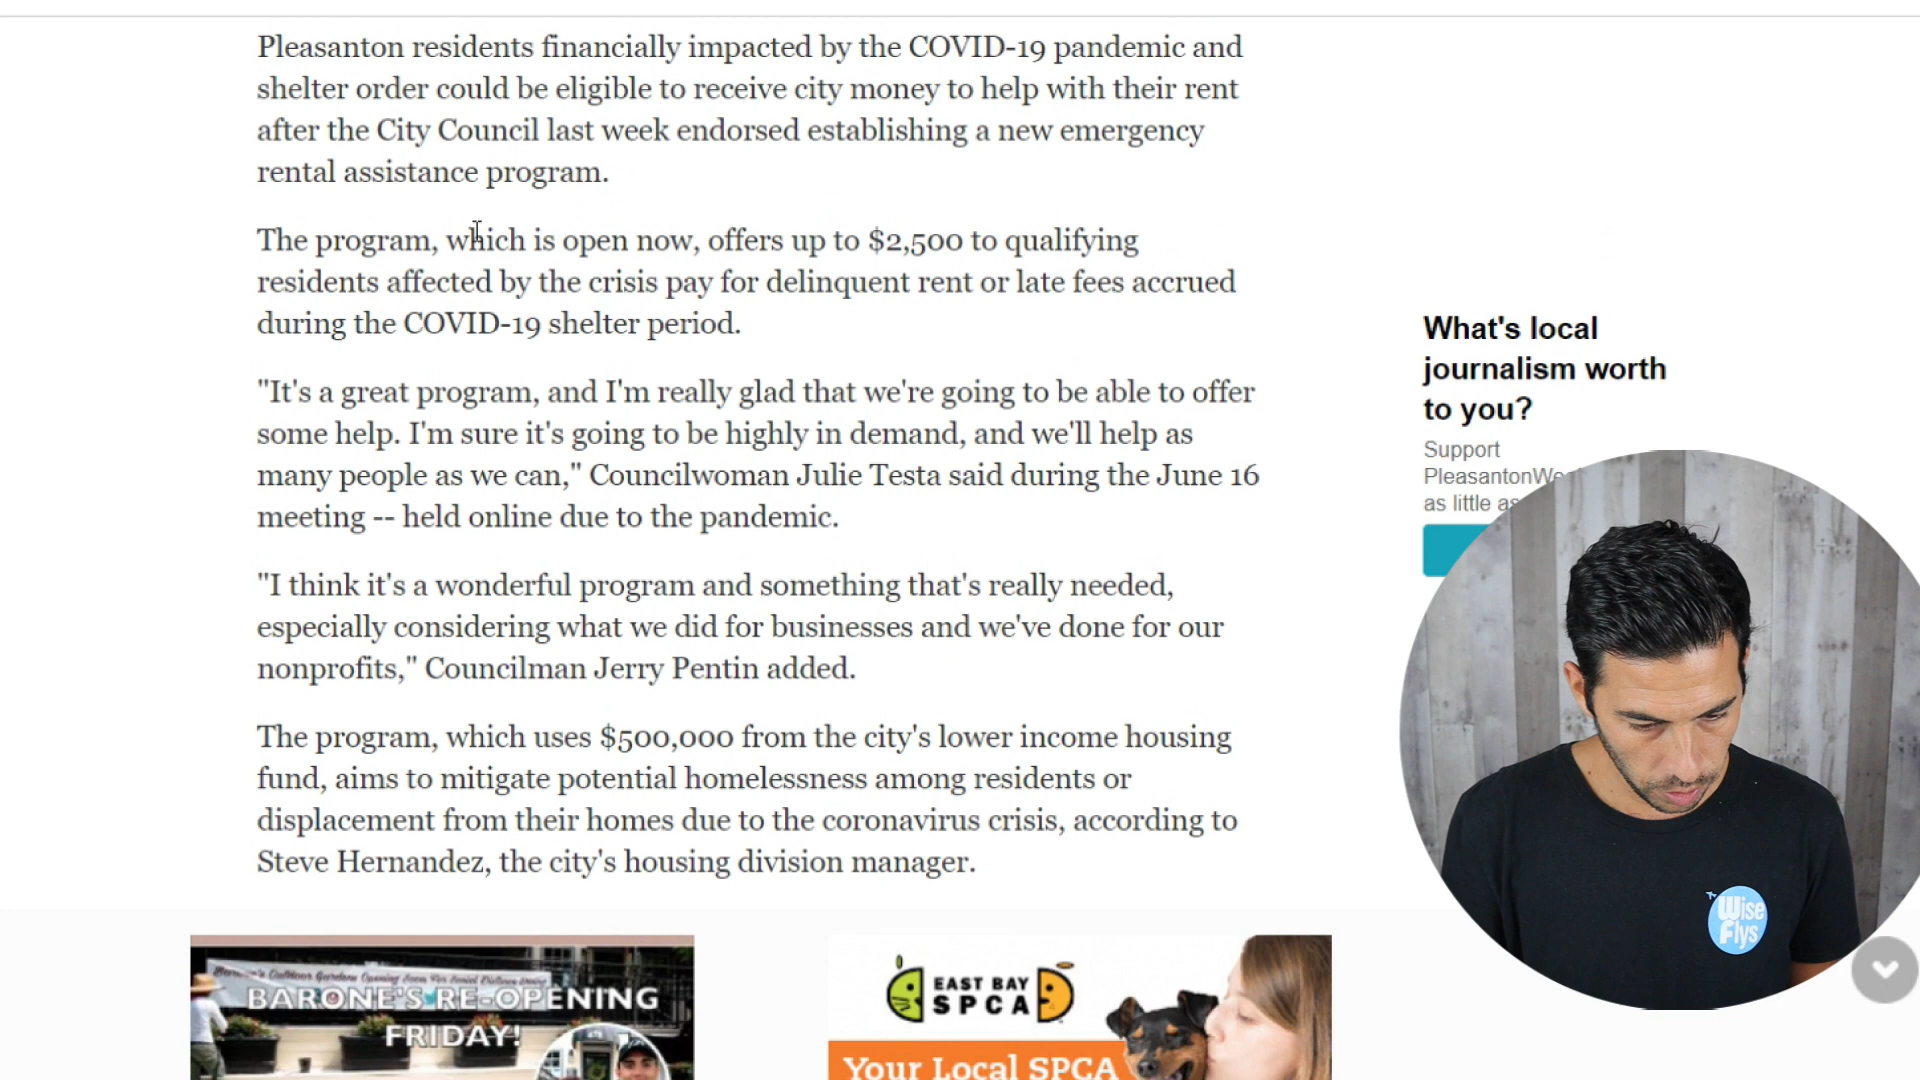 Pleasanton residents financially impacted by the COVID-19 pandemic and
shelter order could be eligible to receive city money to help with their rent
after the City Council last week endorsed establishing a new emergency
rental assistance program.
The program, which is open now, offers up to $2,500 to qualifying
residents affected by the crisis pay for delinquent rent or late fees accrued
during the COVID-19 shelter period.
"It's a great program, and I'm really glad that we're going to be able to offer
some help. I'm sure it's going to be highly in demand, and we'll help as
many people as we can," Councilwoman Julie Testa said during the June 16
meeting -- held online due to the pandemic.
"I think it's a wonderful program and something that's really needed,
especially considering what we did for businesses and we've done for our
nonprofits," Councilman Jerry Pentin added.
The program, which uses $500,000 from the city's lower income housing
fund, aims to mitigate potential homelessness among residents or
displacement from their homes due to the coronavirus crisis, according to
Steve Hernandez, the city's housing division manager.
What's local
journalism worth
to you?
Support
PleasantonWe
as little as
Wise
Flys
Barone's Outdoor Gardens Opening Soon For Social Distance
BARONE'S RE-OPENING
FRIDAY!
EAST BAY
SPCA
Your Local SPCA